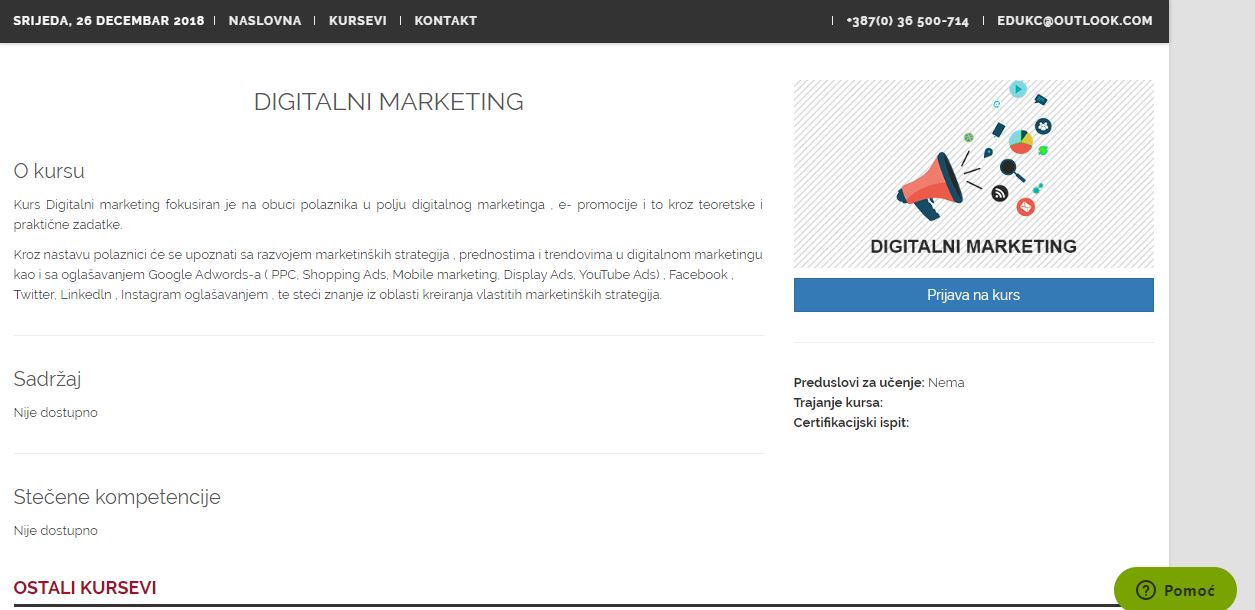 SRIJEDA, 26 DECEMBAR 2018 | NASLOVNA | KURSEVI | KONTAKT | +387(0) 36 500-714 | EDUKC@OUTLOOK.COM
DIGITALNI MARKETING
O kursu
Kurs Digitalni marketing fokusiran je na obuci polaznika u polju digitalnog marketinga , e- promocije i to kroz teoretske i
praktične zadatke.
Kroz nastavu polaznici će se upoznati sa razvojem marketinških strategija , prednostima i trendovima u digitalnom marketingu
kao i sa oglašavanjem Google Adwords-a ( PPC, Shopping Ads, Mobile marketing, Display Ads, YouTube Ads) , Facebook ,
Twitter, Linkedln , Instagram oglašavanjem , te steći znanje iz oblasti kreiranja vlastitih marketinških strategija.
Sadržaj
Nije dostupno
Stečene kompetencije
Nije dostupno
OSTALI KURSEVI
DIGITALNI MARKETING
Prijava na kurs
Preduslovi za učenje: Nema
Trajanje kursa:
Certifikacijski ispit:
Pomoć